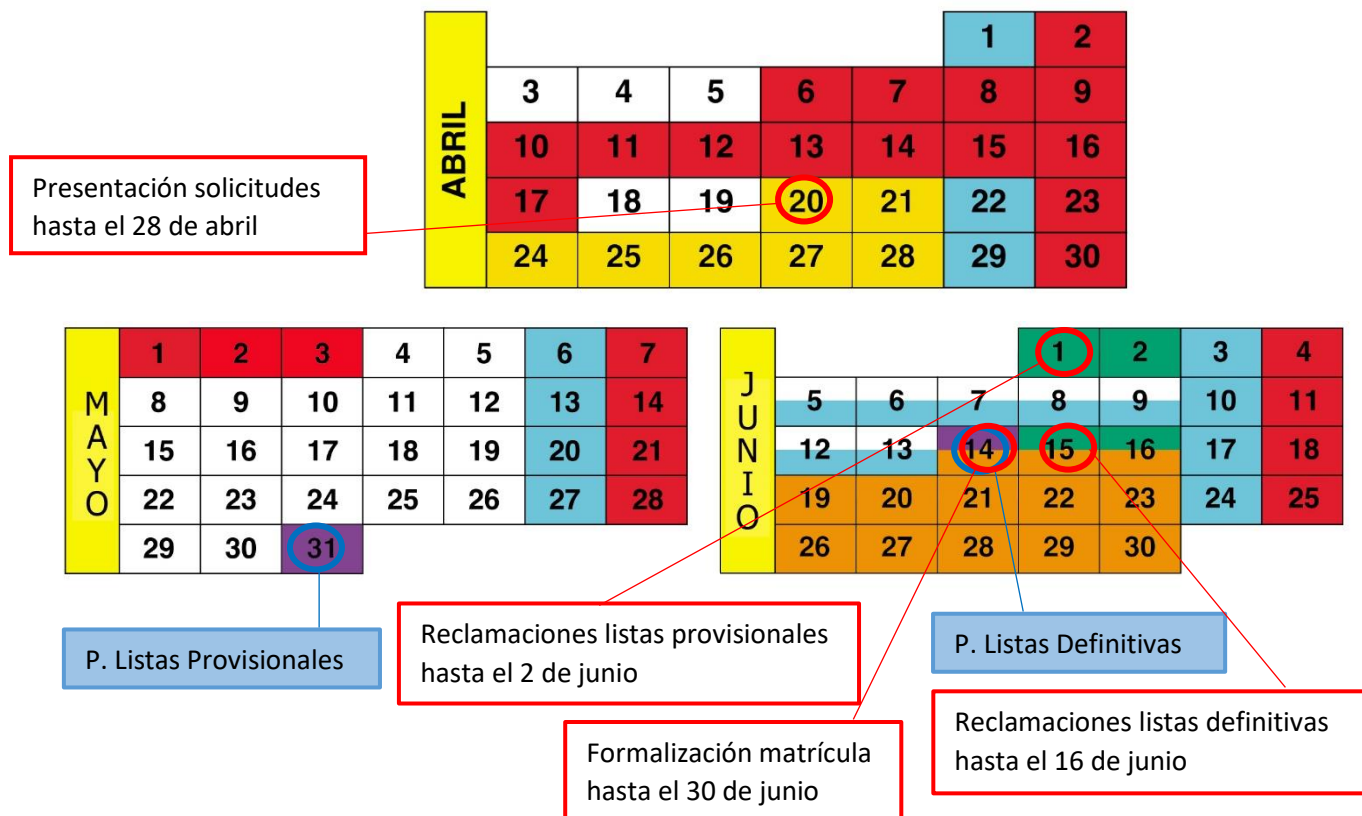 ABRIL
1 2
3 4 5 6 7 8 9
10 11 12 13 14 15 16
17 18 19 20 21 22 23
24 25 26 27 28 29 30
Presentación solicitudes
hasta el 28 de abril
MAYO
1 2 3 4 5 6 7
8 9 10 11 12 13 14
15 16 17 18 19 20 21
22 23 24 25 26 27 28
29 30 31
JUNIO
1 2 3 4
5 6 7 8 9 10 11
12 13 14 15 16 17 18
19 20 21 22 23 24 25
26 27 28 29 30
P. Listas Provisionales
Reclamaciones listas provisionales
hasta el 2 de junio
P. Listas Definitivas
Reclamaciones listas definitivas
hasta el 16 de junio
Formalización matrícula
hasta el 30 de junio